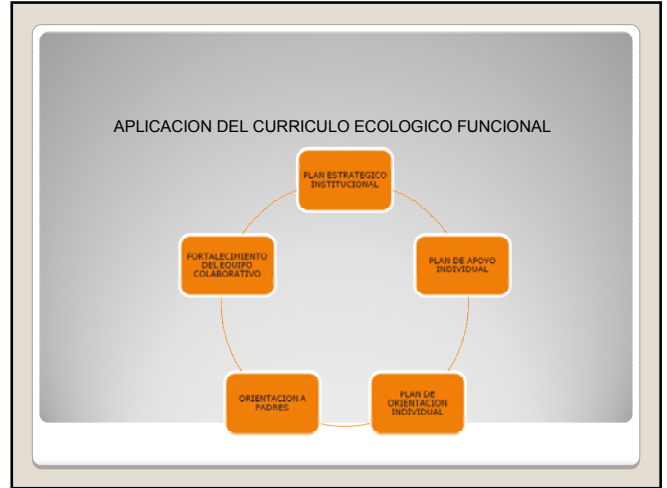 APLICACION DEL CURRICULO ECOLOGICO FUNCIONAL
PLAN ESTRATEGICO
INSTITUCIONAL
PLAN DE APOYO
INDIVIDUAL
PLAN DE
ORIENTACION
INDIVIDUAL
ORIENTACION A
PADRES
FORTALECIMIENTO
DEL EQUIPO
COLABORATIVO